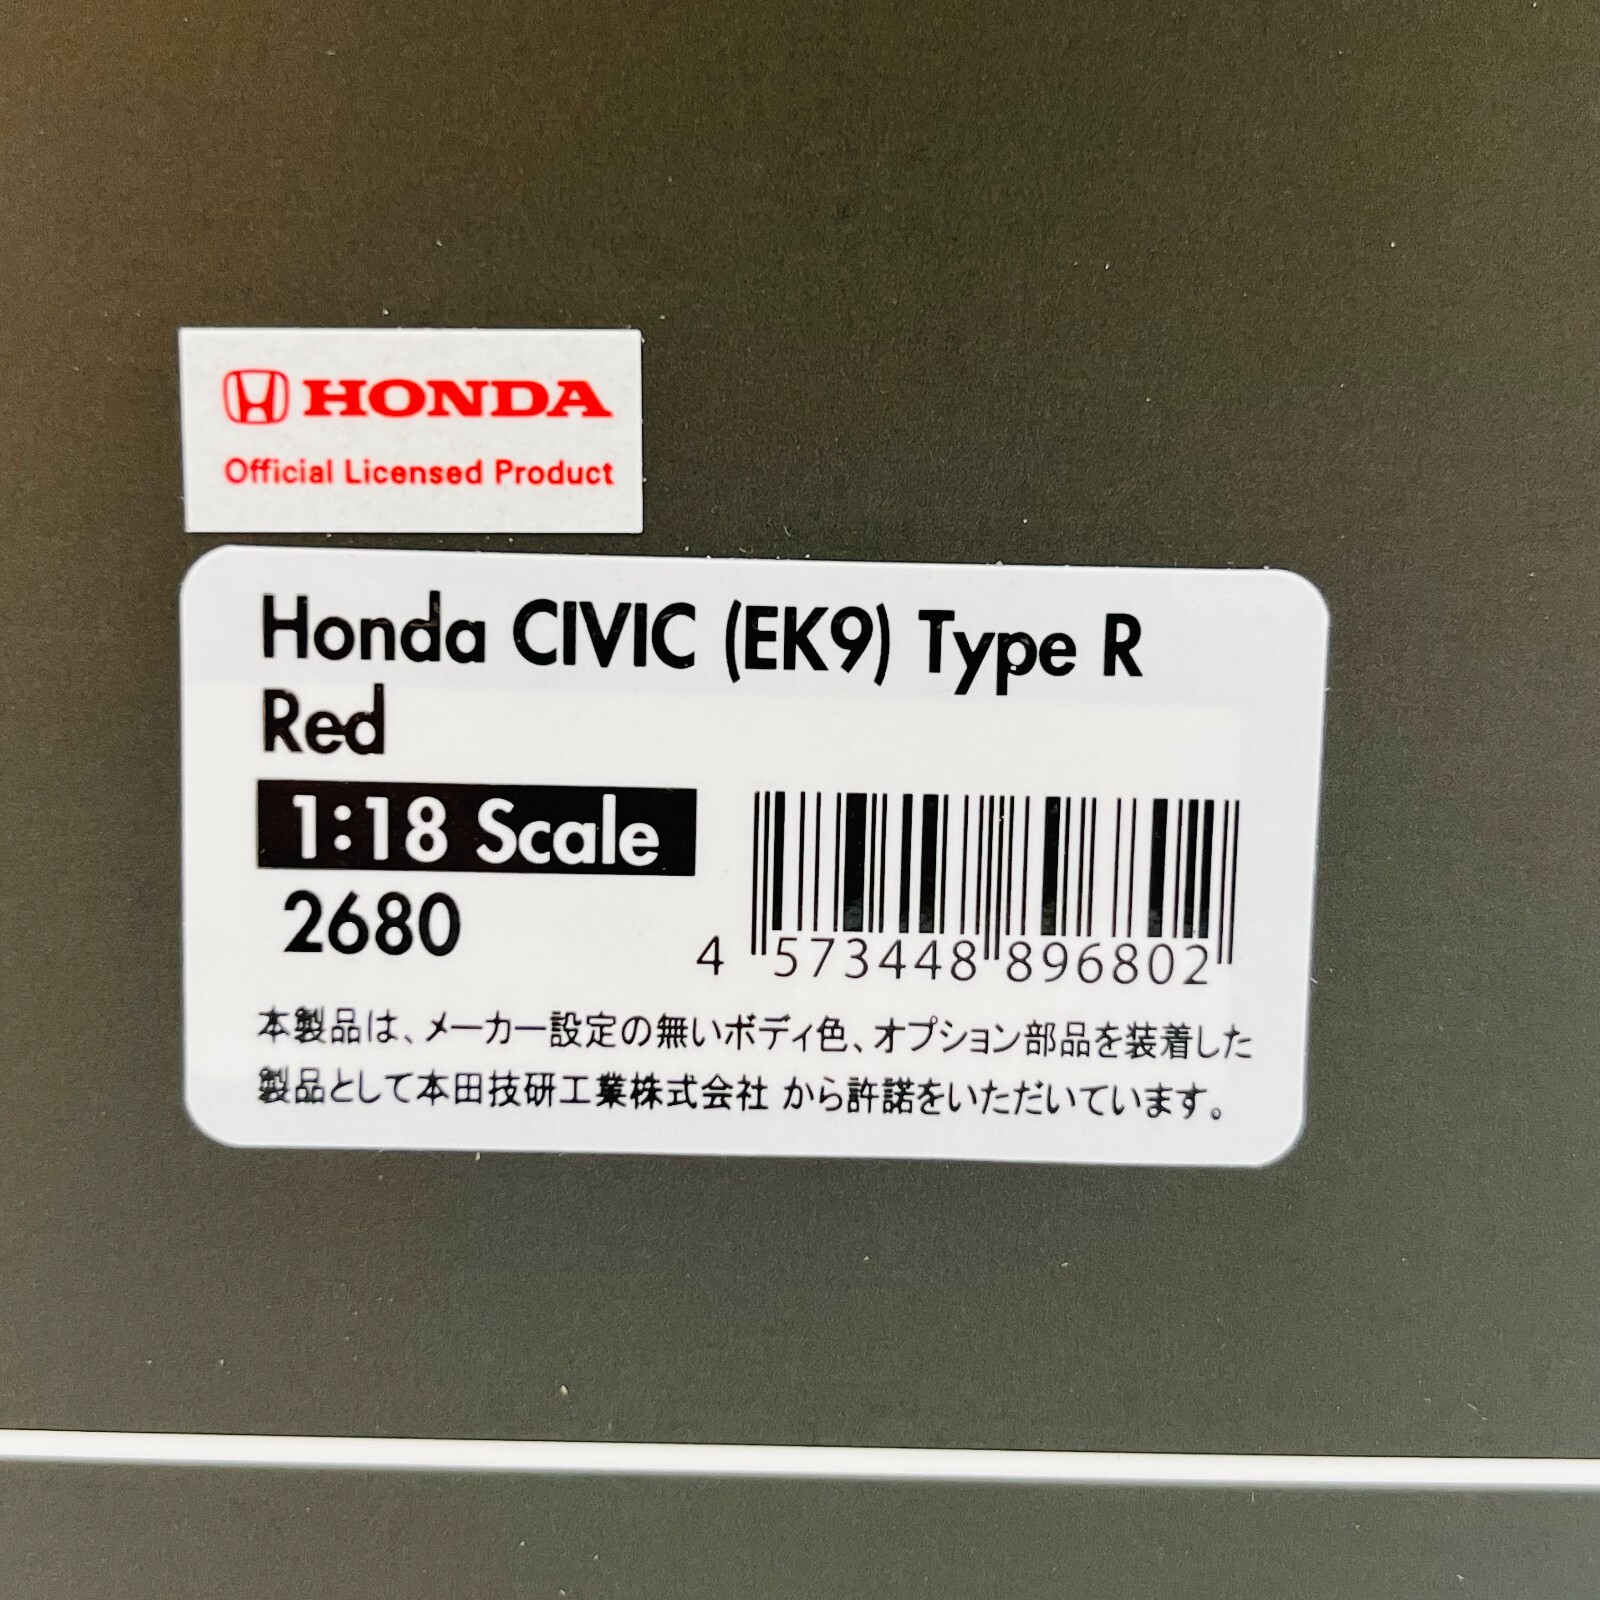 HONDA
Official Licensed Product
Honda CIVIC (EK9) Type R
Red
1:18 Scale
2680
4 573448 896802
本製品は、メーカー設定の無いボディ色、オプション部品を装着した
製品として本田技研工業株式会社 から許諾をいただいています。